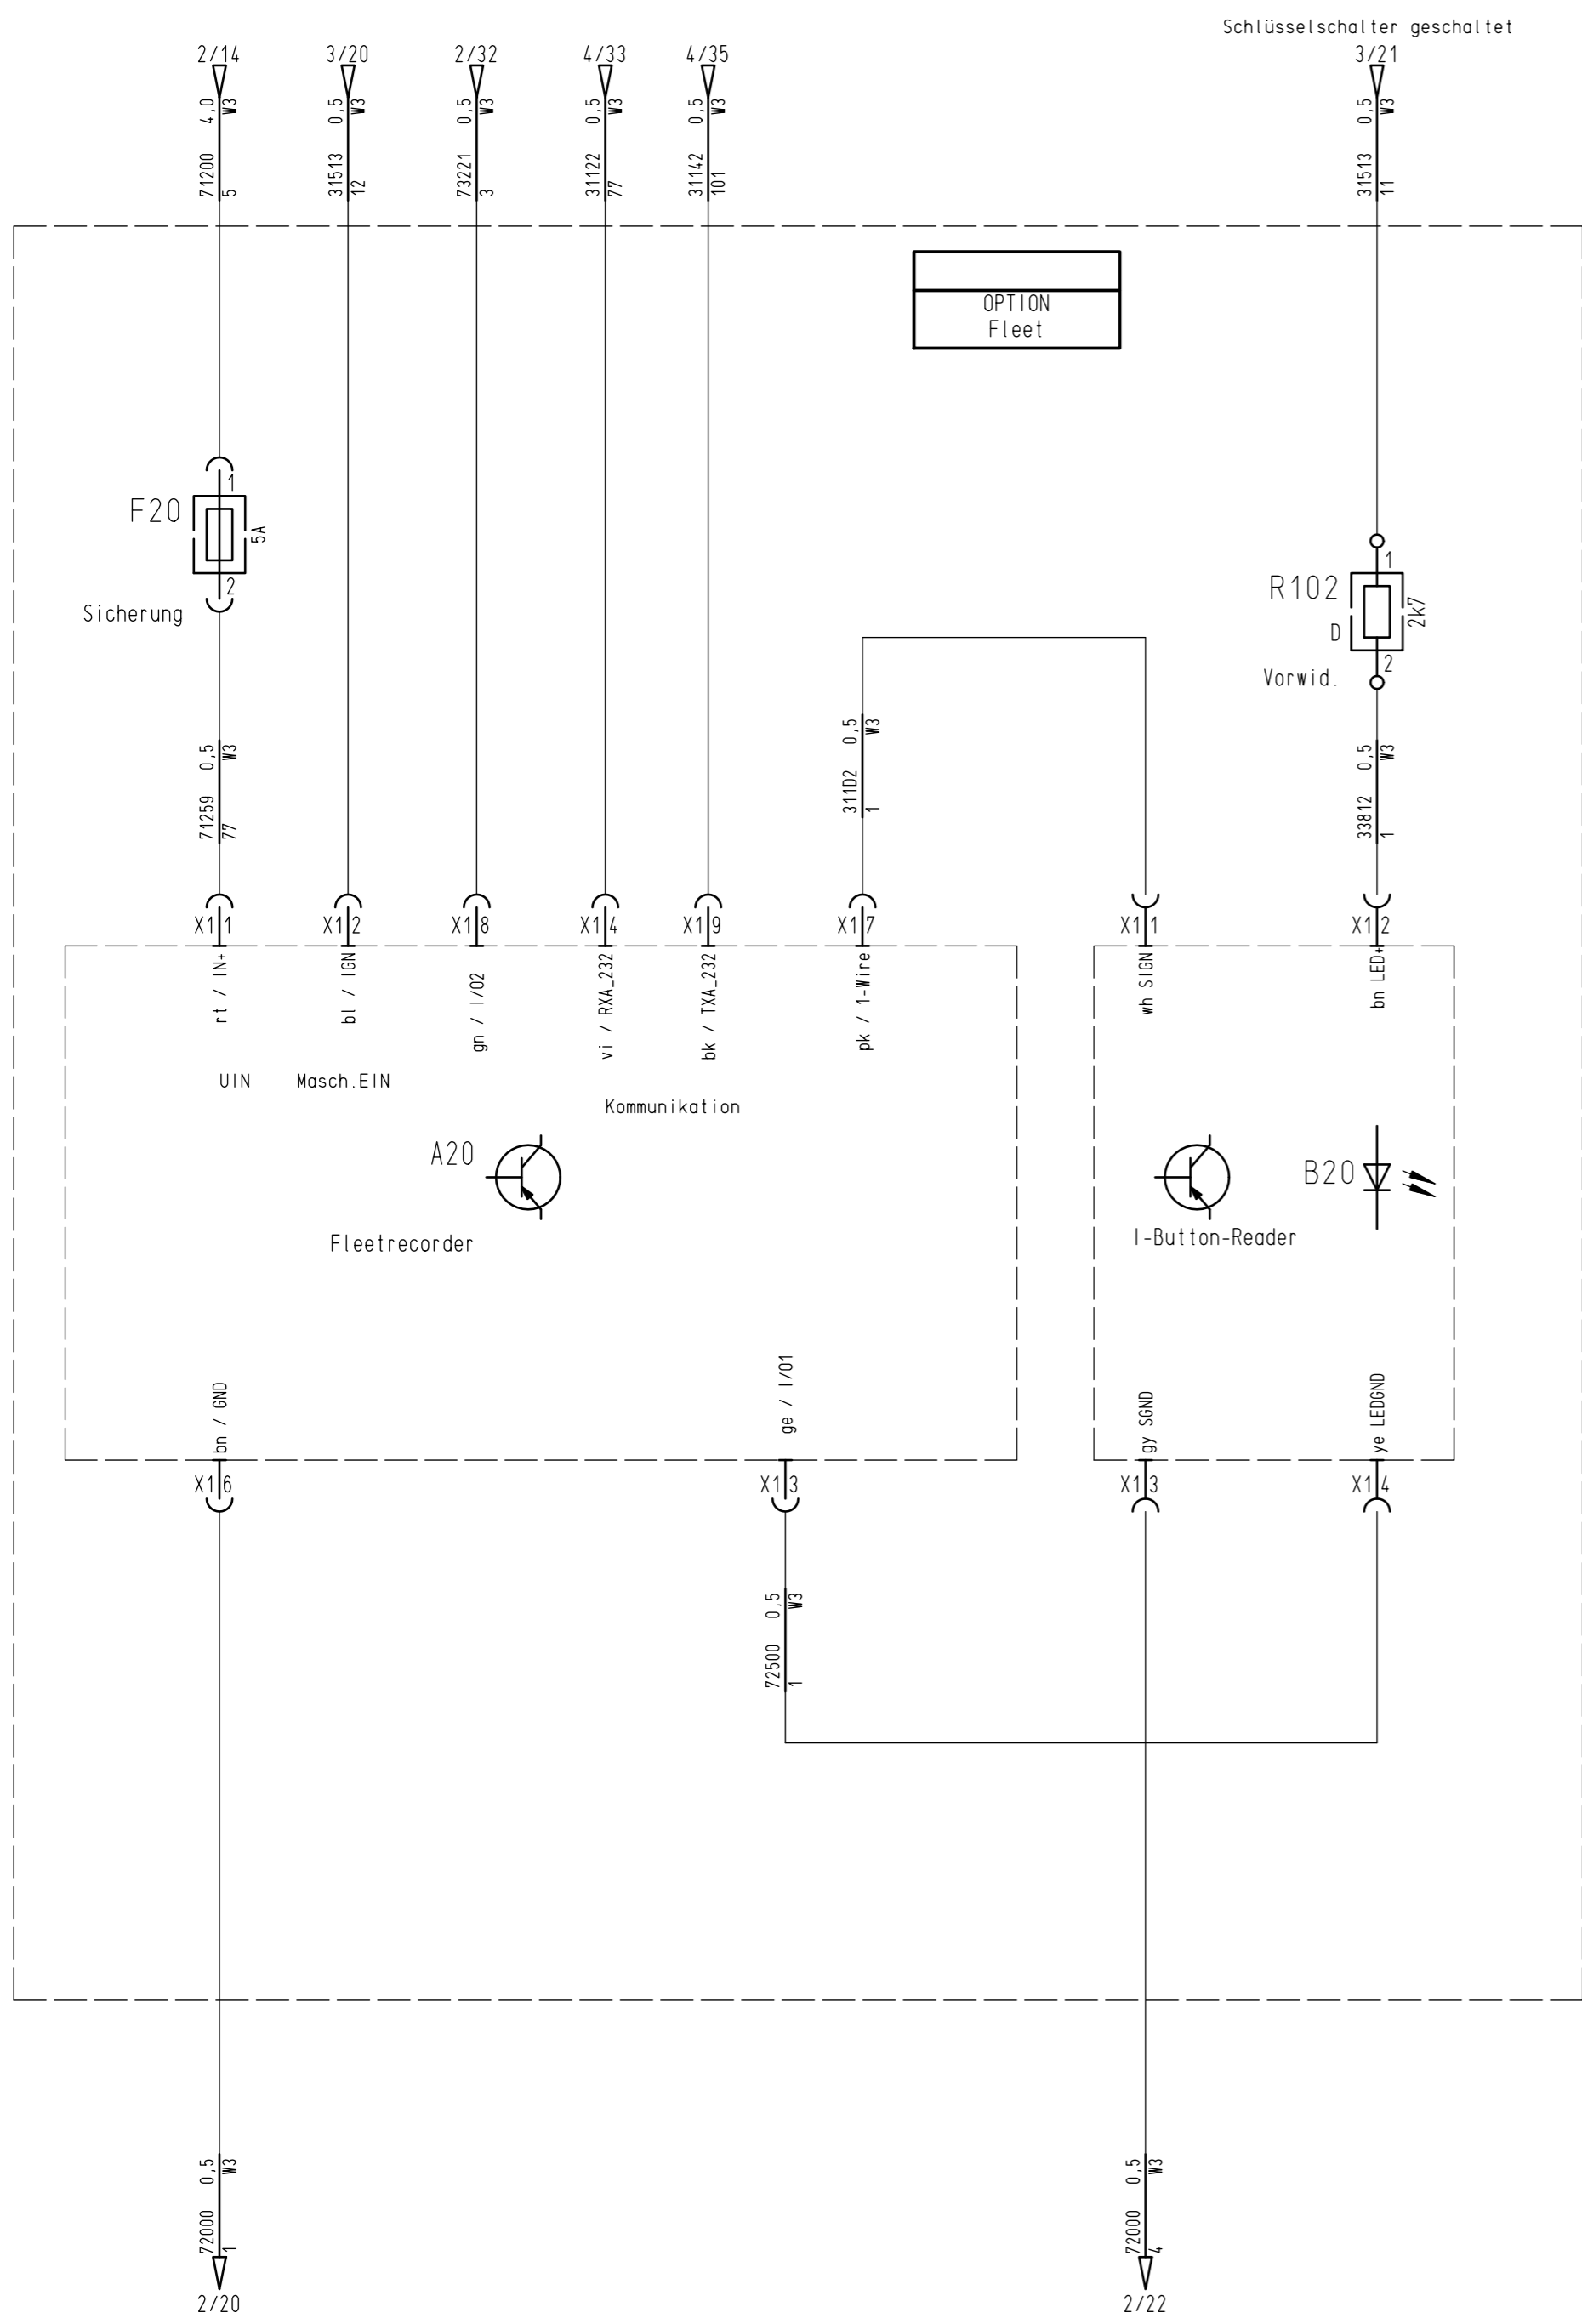 Schlüsselschalter geschaltet
2/14 3/20 2/32 4/33 4/35 3/21
71200 4,0
5 W3
31513 0,5
12 W3
73221 0,5
3 W3
31122 0,5
77 W3
31142 0,5
101 W3
31513 0,5
11 W3
OPTION
Fleet
F20
1
5A
2
Sicherung
R102
1
D
2k7
2
Vorwid.
71259 0,5
77 W3
311D2 0,5
1 W3
33812 0,5
1 W3
X1 1 X1 2 X1 8 X1 4 X1 9 X1 7 X1 1 X1 2
rt / IN+
bl / IGN
gn / I/O2
vi / RXA_232
bk / TXA_232
pk / 1-Wire
wh SIGN
bn LED+
UIN Masch.EIN
Kommunikation
A20
Fleetrecorder
B20
I-Button-Reader
bn / GND
ge / I/O1
gy SGND
ye LEDGND
X1 6 X1 3 X1 3 X1 4
72500 0,5
1 W3
72000 0,5
1 W3
72000 0,5
4 W3
2/20 2/22